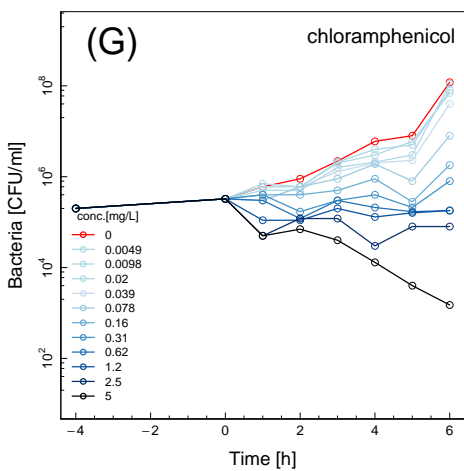 (G)
chloramphenicol
Bacteria [CFU/ml]
10^8
10^6
10^4
10^2
conc.[mg/L]
0
0.0049
0.0098
0.02
0.039
0.078
0.16
0.31
0.62
1.2
2.5
5
−4 −2 0 2 4 6
Time [h]